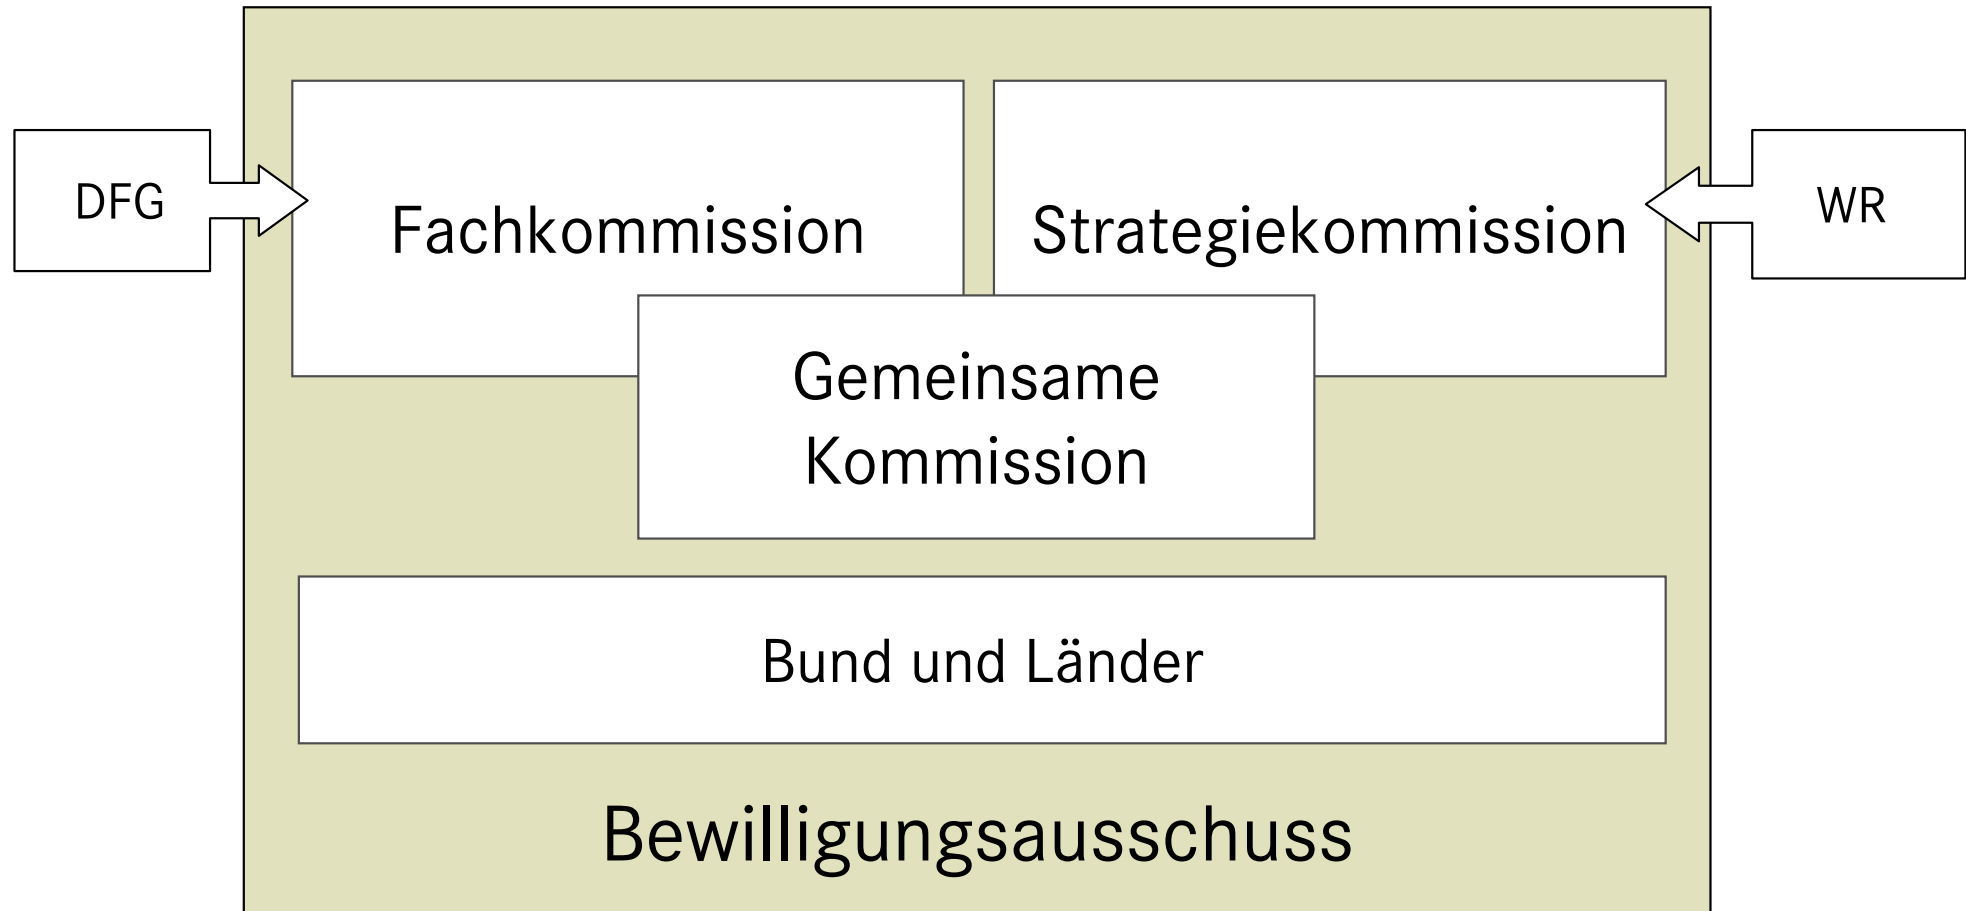 DFG
Fachkommission
Strategiekommission
WR
Gemeinsame
Kommission
Bund und Länder
Bewilligungsausschuss